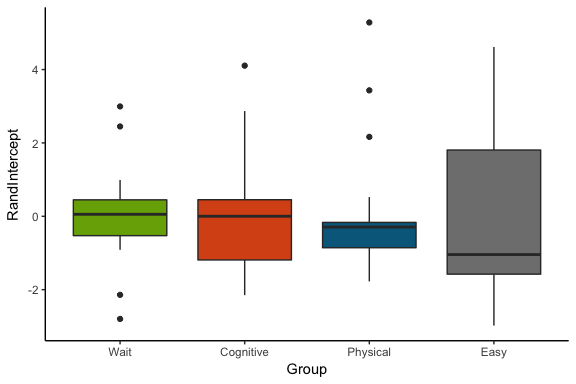 RandIntercept
4
2
0
-2
Wait Cognitive Physical Easy
Group